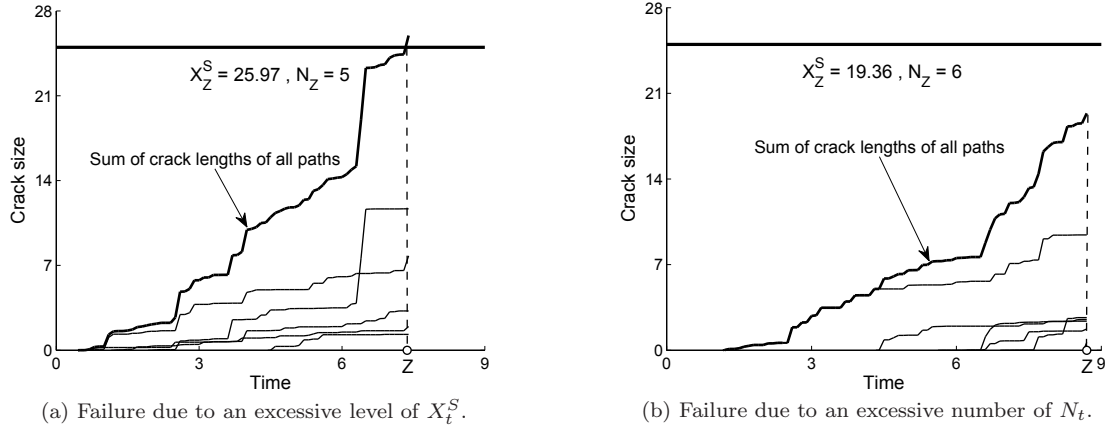 28
21
14
7
0
Crack size
X_Z^S = 25.97 , N_Z = 5
Sum of crack lengths of all paths
0 3 6 Z 9
Time
(a) Failure due to an excessive level of X_t^S.
28
21
14
7
0
Crack size
X_Z^S = 19.36 , N_Z = 6
Sum of crack lengths of all paths
0 3 6 Z 9
Time
(b) Failure due to an excessive number of N_t.